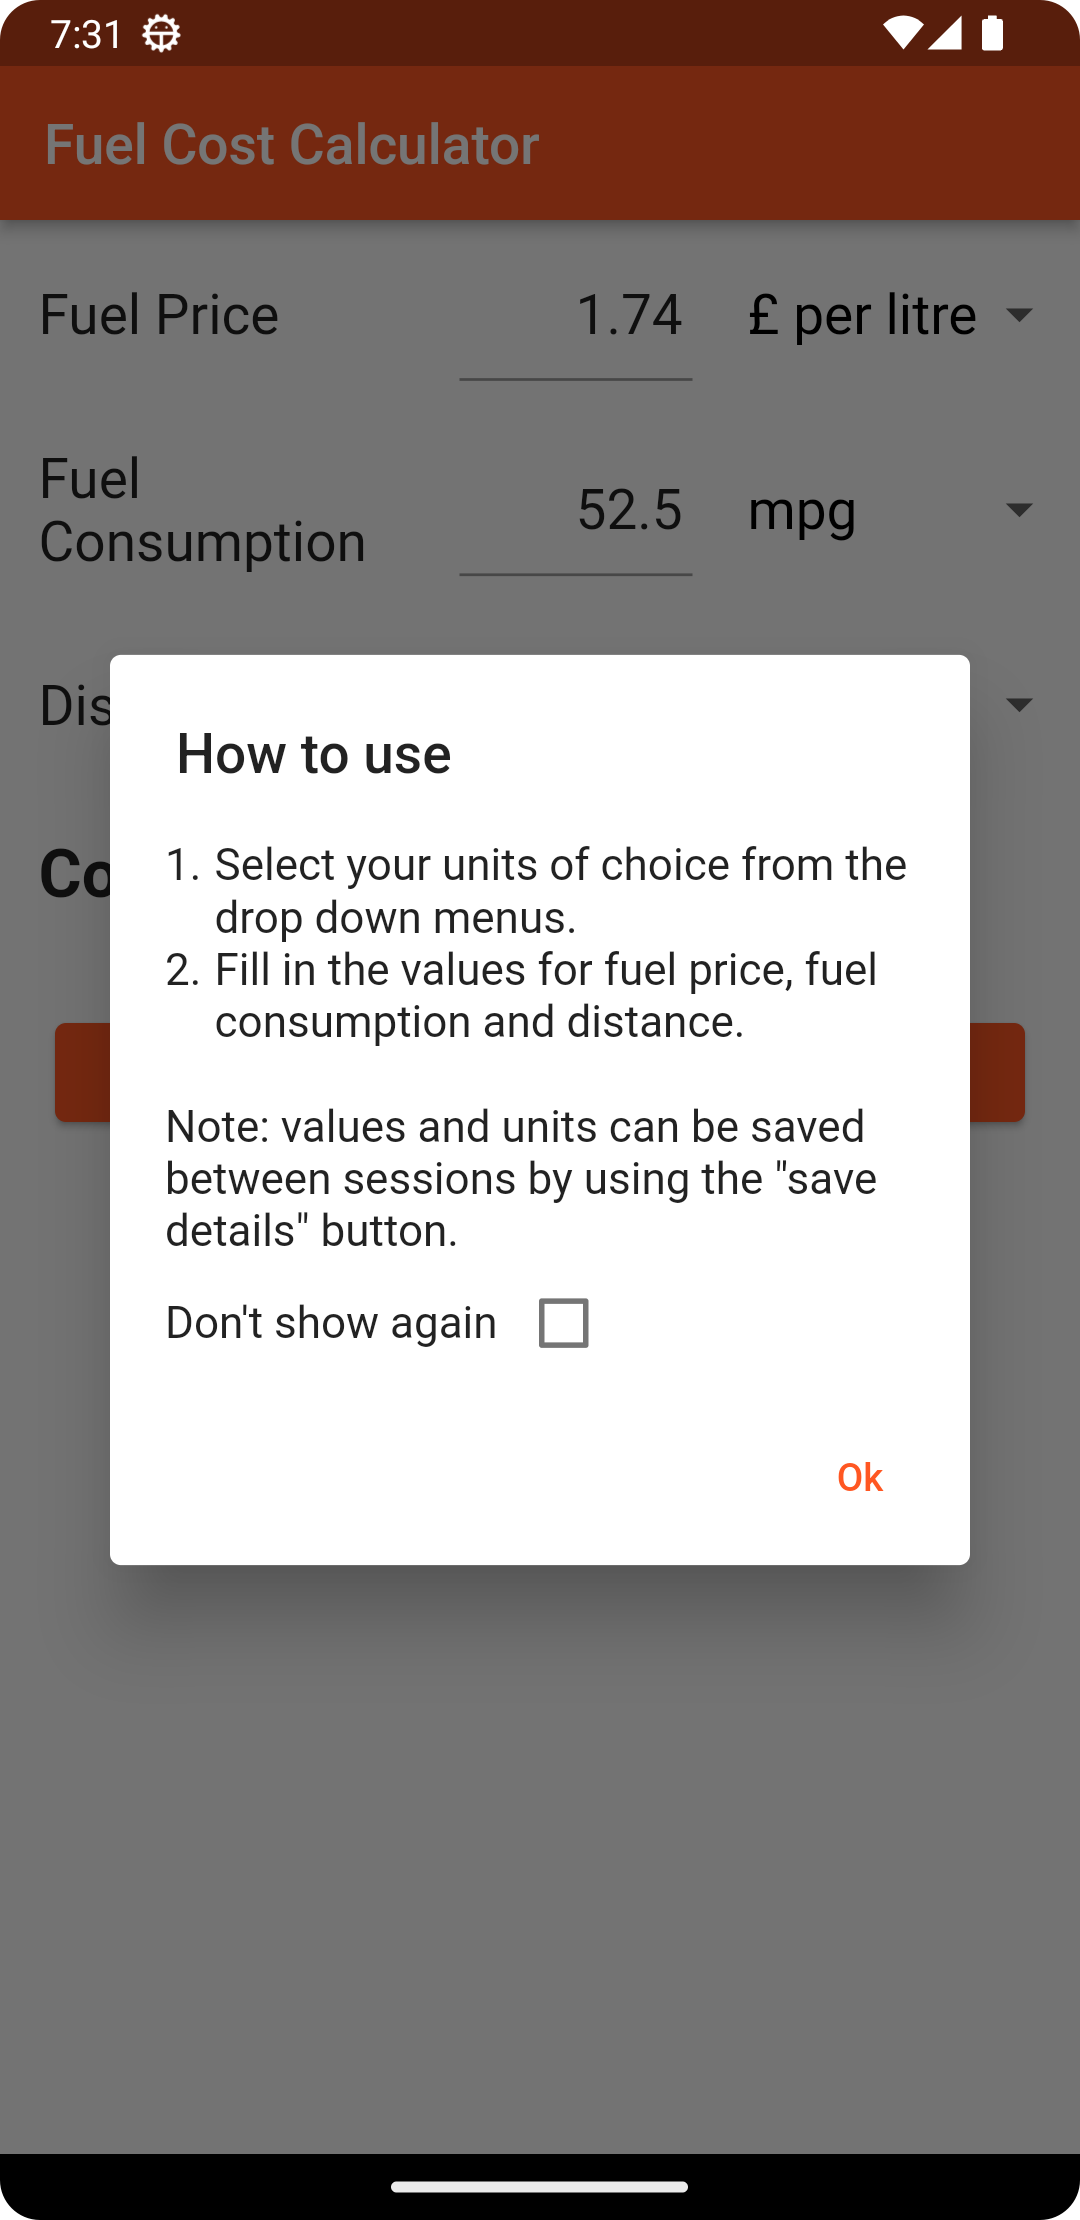 7:31
Fuel Cost Calculator
Fuel Price 1.74 £ per litre
Fuel
Consumption 52.5 mpg
Dis
How to use
1. Select your units of choice from the
drop down menus.
Co
2. Fill in the values for fuel price, fuel
consumption and distance.
Note: values and units can be saved
between sessions by using the "save
details" button.
Don't show again
Ok